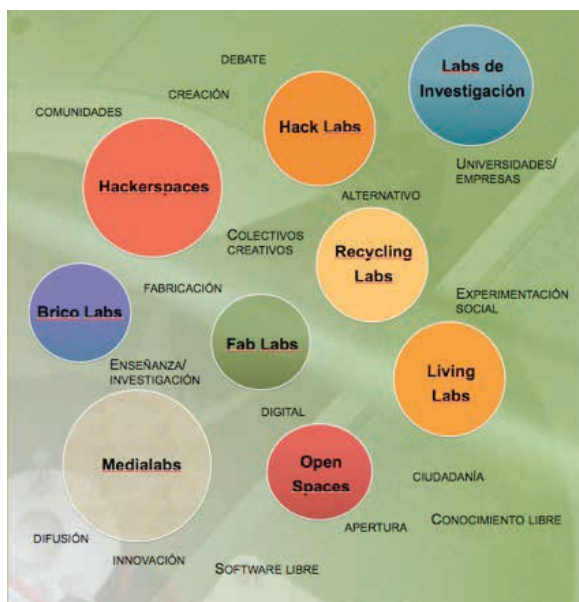 DEBATE
Labs de
Investigación
CREACIÓN
COMUNIDADES
Hack Labs
Hackerspaces
UNIVERSIDADES/
EMPRESAS
ALTERNATIVO
COLECTIVOS
CREATIVOS
Recycling
Labs
FABRICACIÓN
EXPERIMENTACIÓN
SOCIAL
Brico Labs
Fab Labs
ENSEÑANZA/
INVESTIGACIÓN
Living
Labs
DIGITAL
Medialabs
Open
Spaces
CIUDADANÍA
APERTURA
CONOCIMIENTO LIBRE
DIFUSIÓN
INNOVACIÓN
SOFTWARE LIBRE